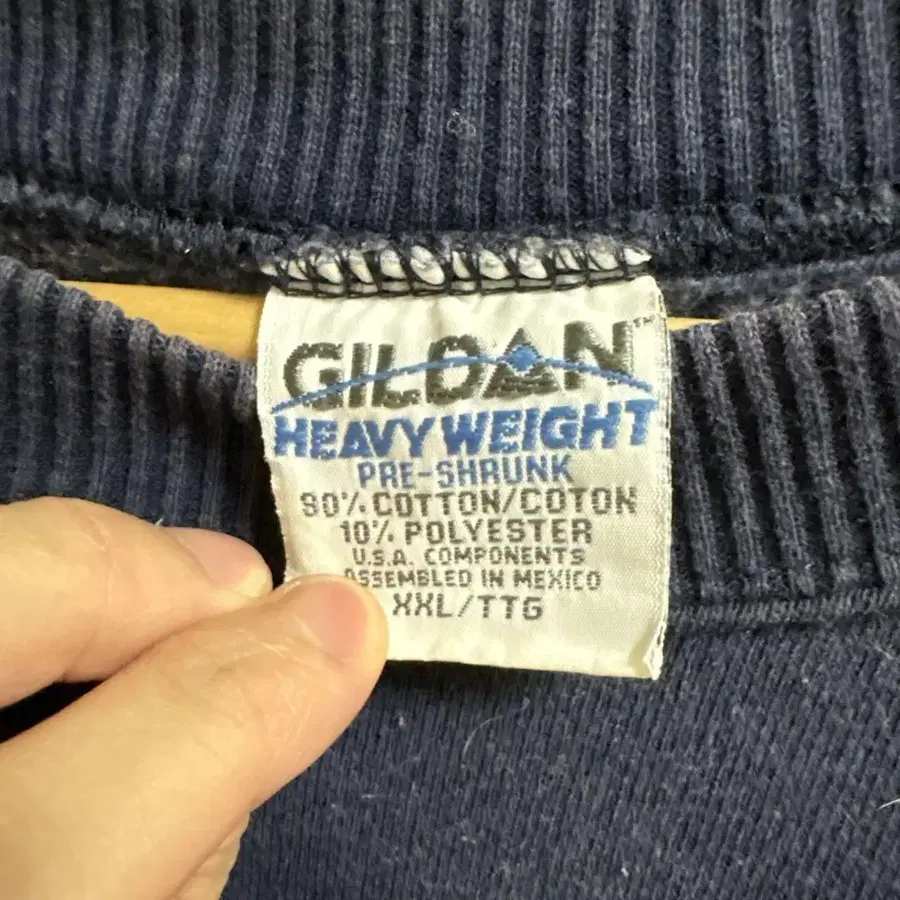 GILDAN™
HEAVY WEIGHT
PRE-SHRUNK
90% COTTON/COTON
10% POLYESTER
U.S.A. COMPONENTS
ASSEMBLED IN MEXICO
XXL/TTG